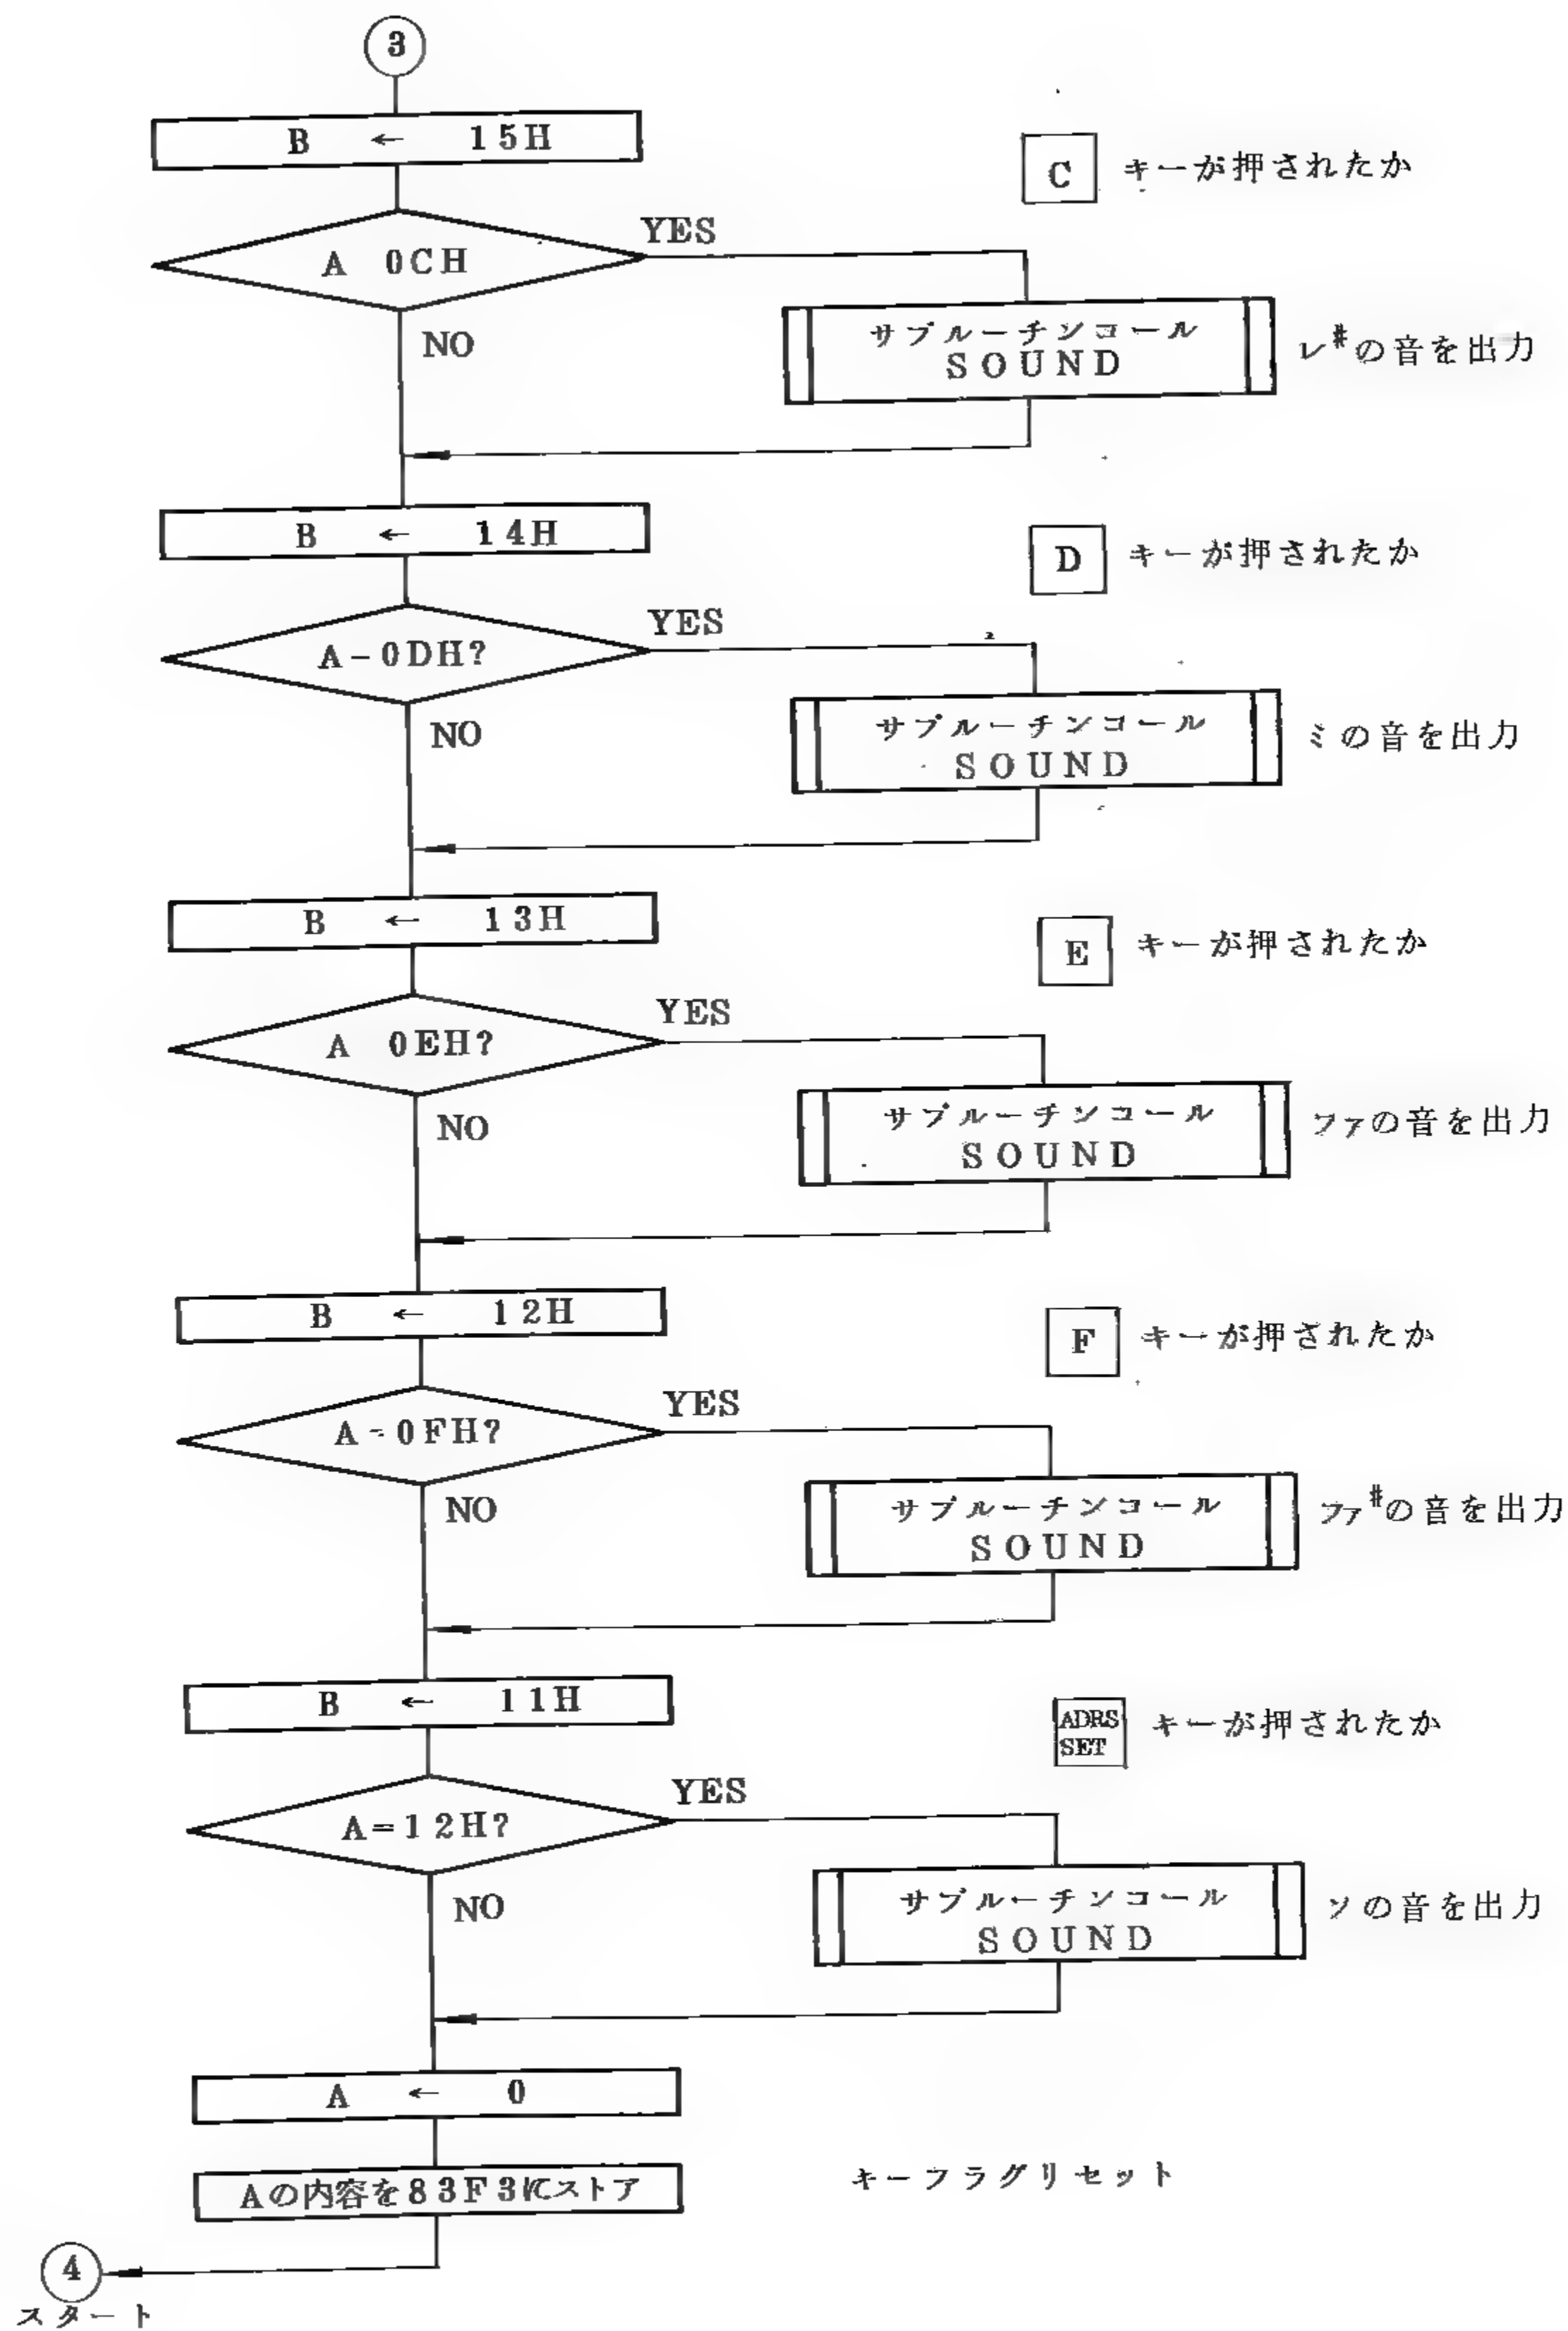 3
B ← 15H
C キーが押されたか
A 0CH
YES
NO
サブルーチンコール
SOUND
レ#の音を出力
B ← 14H
D キーが押されたか
A-0DH?
YES
NO
サブルーチンコール
SOUND
ミの音を出力
B ← 13H
E キーが押されたか
A 0EH?
YES
NO
サブルーチンコール
SOUND
ファの音を出力
B ← 12H
F キーが押されたか
A-0FH?
YES
NO
サブルーチンコール
SOUND
ファ#の音を出力
B ← 11H
ADRS
SET
キーが押されたか
A=12H?
YES
NO
サブルーチンコール
SOUND
ソの音を出力
A ← 0
Aの内容を83F3にストア
キーフラグリセット
4
スタート